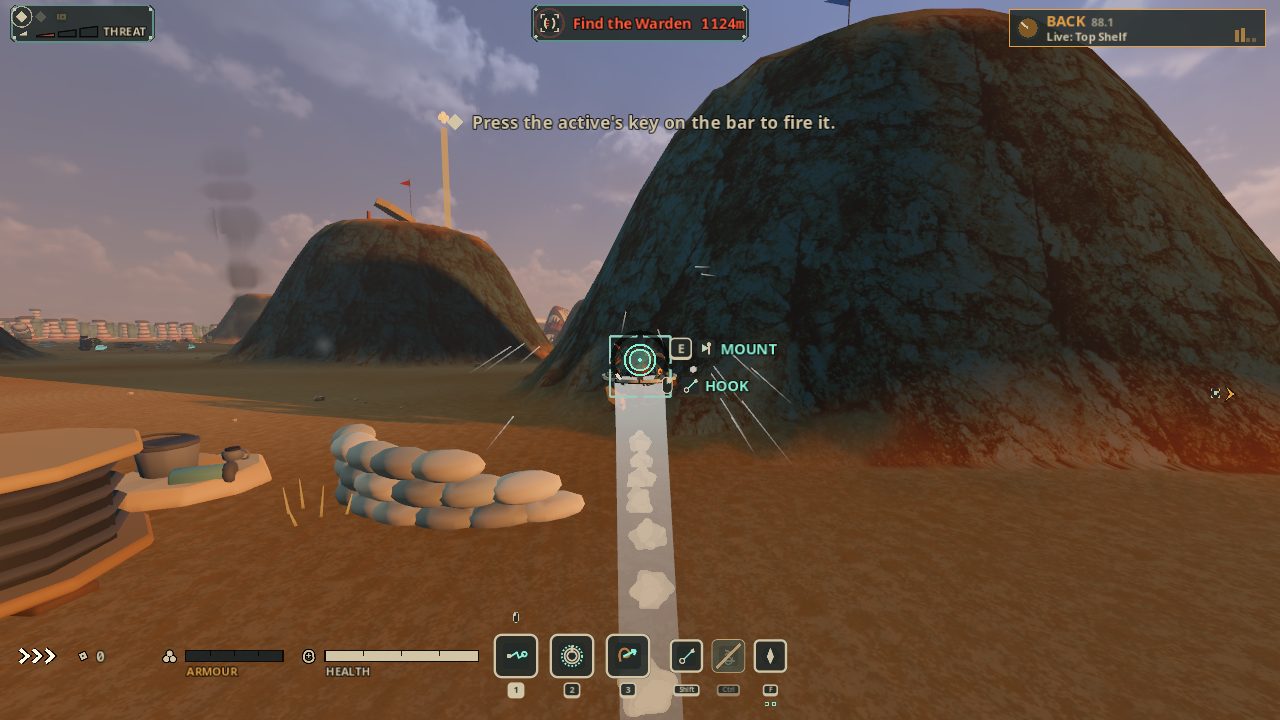 THREAT
Find the Warden 1124m
BACK 88.1
Live: Top Shelf
Press the active's key on the bar to fire it.
E MOUNT
HOOK
0
ARMOUR
HEALTH
1
2
3
Shift
Ctrl
F